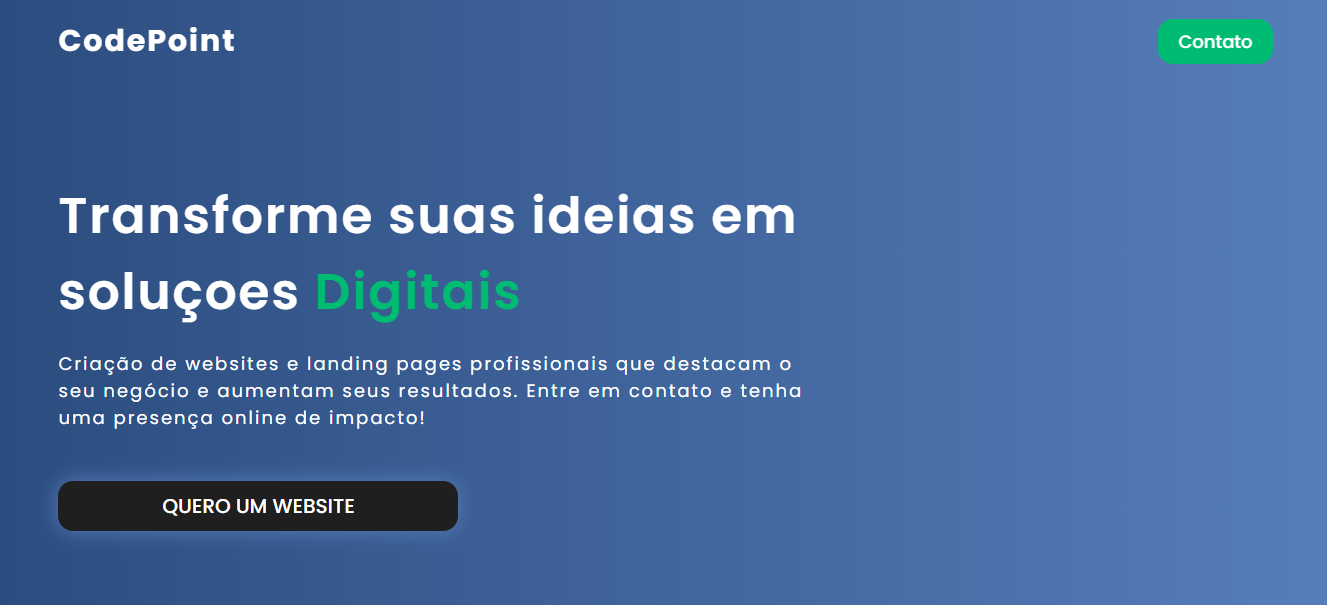 CodePoint
Contato
Transforme suas ideias em
soluçoes Digitais
Criação de websites e landing pages profissionais que destacam o
seu negócio e aumentam seus resultados. Entre em contato e tenha
uma presença online de impacto!
QUERO UM WEBSITE